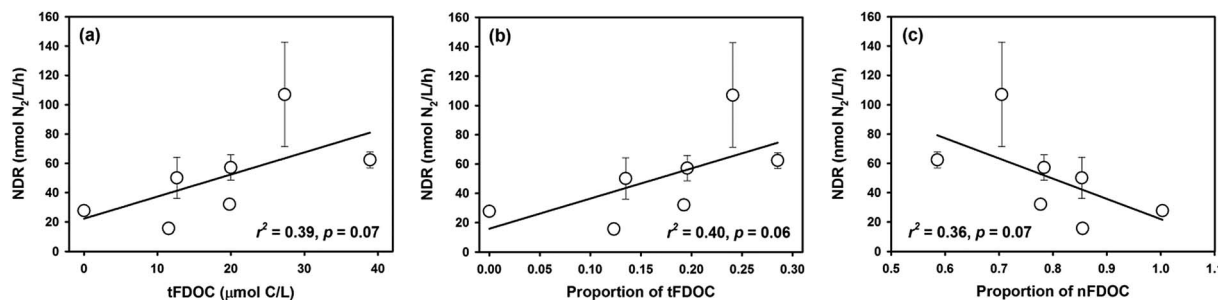 (a)
160
140
120
100
80
60
40
20
0
NDR (nmol N₂/L/h)
r² = 0.39, p = 0.07
0 10 20 30 40
tFDOC (μmol C/L)
(b)
160
140
120
100
80
60
40
20
0
NDR (nmol N₂/L/h)
r² = 0.40, p = 0.06
0.00 0.05 0.10 0.15 0.20 0.25 0.30
Proportion of tFDOC
(c)
160
140
120
100
80
60
40
20
0
NDR (nmol N₂/L/h)
r² = 0.36, p = 0.07
0.5 0.6 0.7 0.8 0.9 1.0 1.1
Proportion of nFDOC